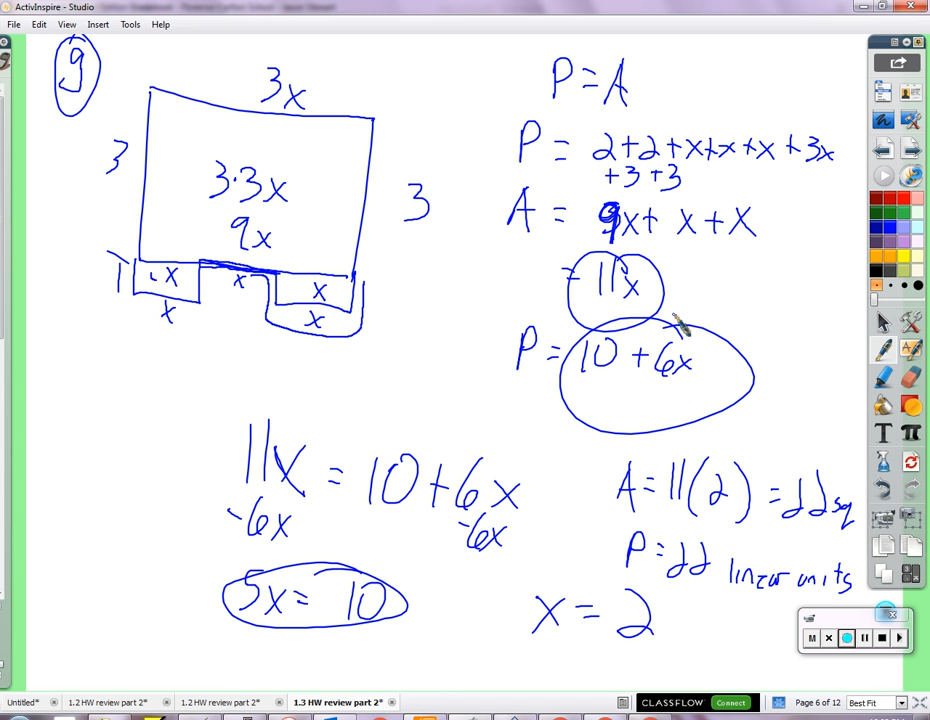 ActivInspire - Studio
File Edit View Insert Tools Help
9
3x
3
3·3x
9x
3
1
·x
x
x
x
x
P = A
P = 2+2+x+x+x+3x
+3+3
A = 9x+ x + x
= 11x
P = 10 + 6x
11x = 10 + 6x
-6x -6x
5x = 10
A = 11(2) = 22 sq
P = 22 linear units
x = 2
Untitled* 1.2 HW review part 2* 1.2 HW review part 2* 1.3 HW review part 2*
CLASSFLOW Connect
Page 6 of 12
Best Fit